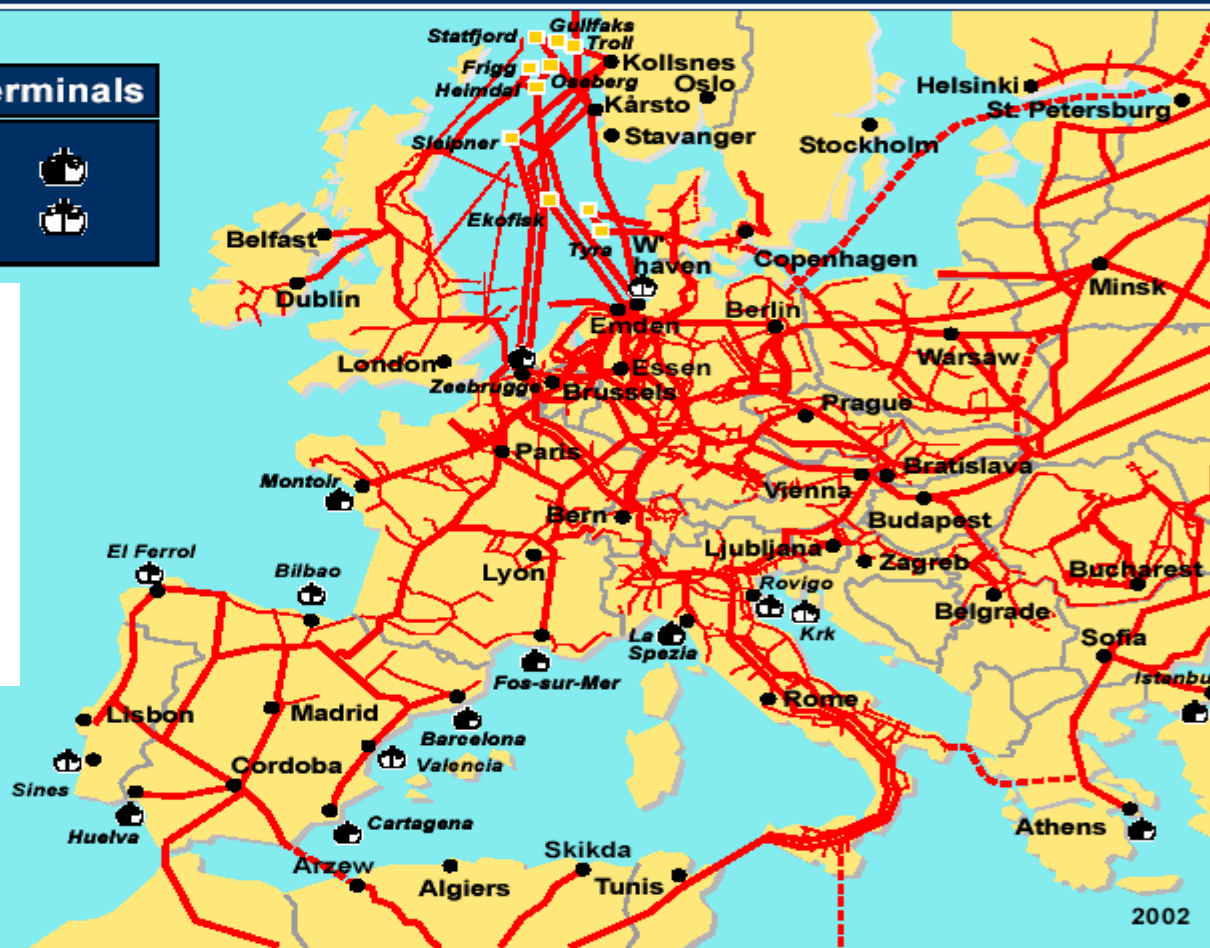 Gullfaks
Statfjord
Troll
Kollsnes
Frigg
Oseberg
Oslo
Heimdal
Kårsto
Helsinki
St. Petersburg
erminals
Sleipner
Stavanger
Stockholm
Ekofisk
Belfast
Tyra
W'
haven
Copenhagen
Minsk
Dublin
Berlin
Emden
London
Essen
Warsaw
Zeebrugge
Brussels
Prague
Paris
Bratislava
Montoir
Vienna
Bern
Budapest
El Ferrol
Ljubljana
Zagreb
Bilbao
Lyon
Bucharest
Rovigo
Belgrade
Krk
La
Spezia
Sofia
Fos-sur-Mer
Istanbu
Lisbon
Madrid
Rome
Barcelona
Cordoba
Valencia
Sines
Huelva
Cartagena
Athens
Arzew
Skikda
Algiers
Tunis
2002